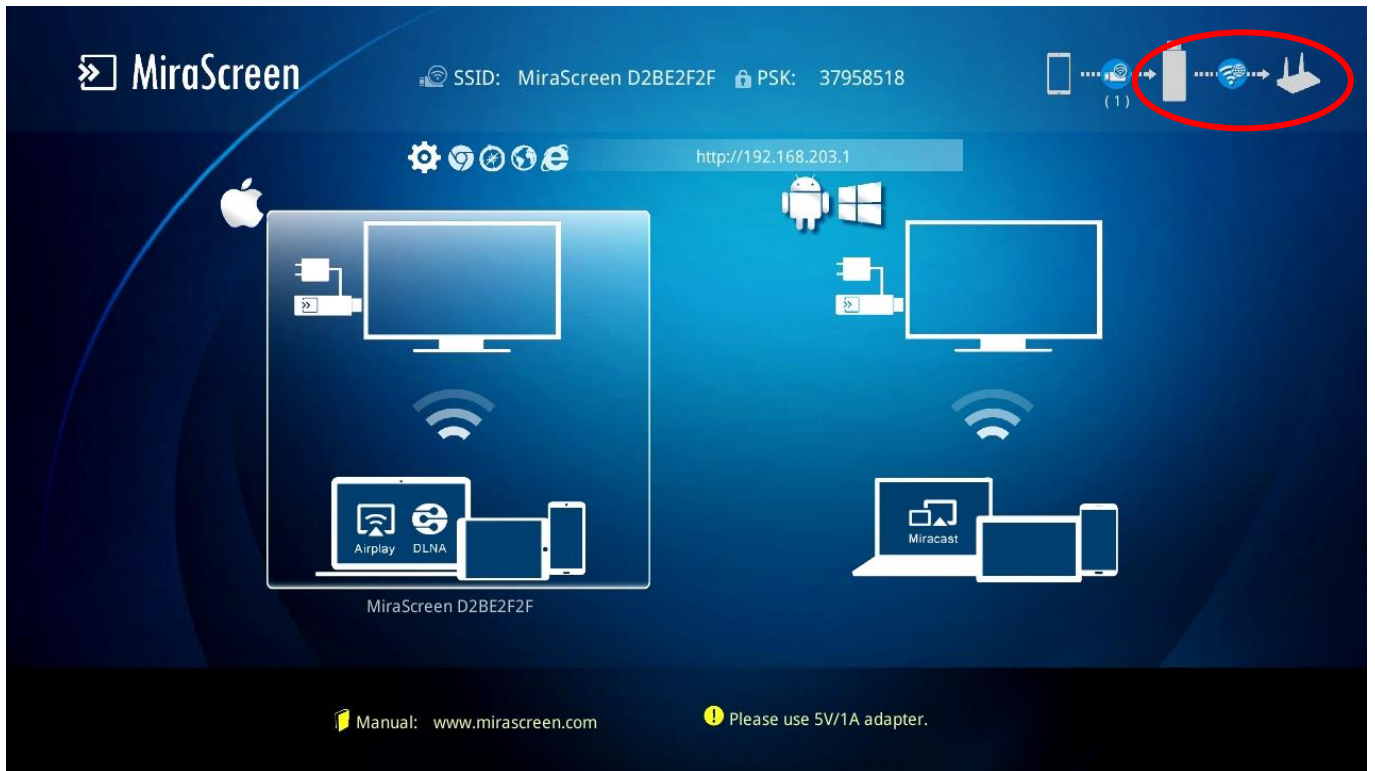 MiraScreen
SSID: MiraScreen D2BE2F2F PSK: 37958518
(1)
http://192.168.203.1
Airplay DLNA
Miracast
MiraScreen D2BE2F2F
Manual: www.mirascreen.com
Please use 5V/1A adapter.